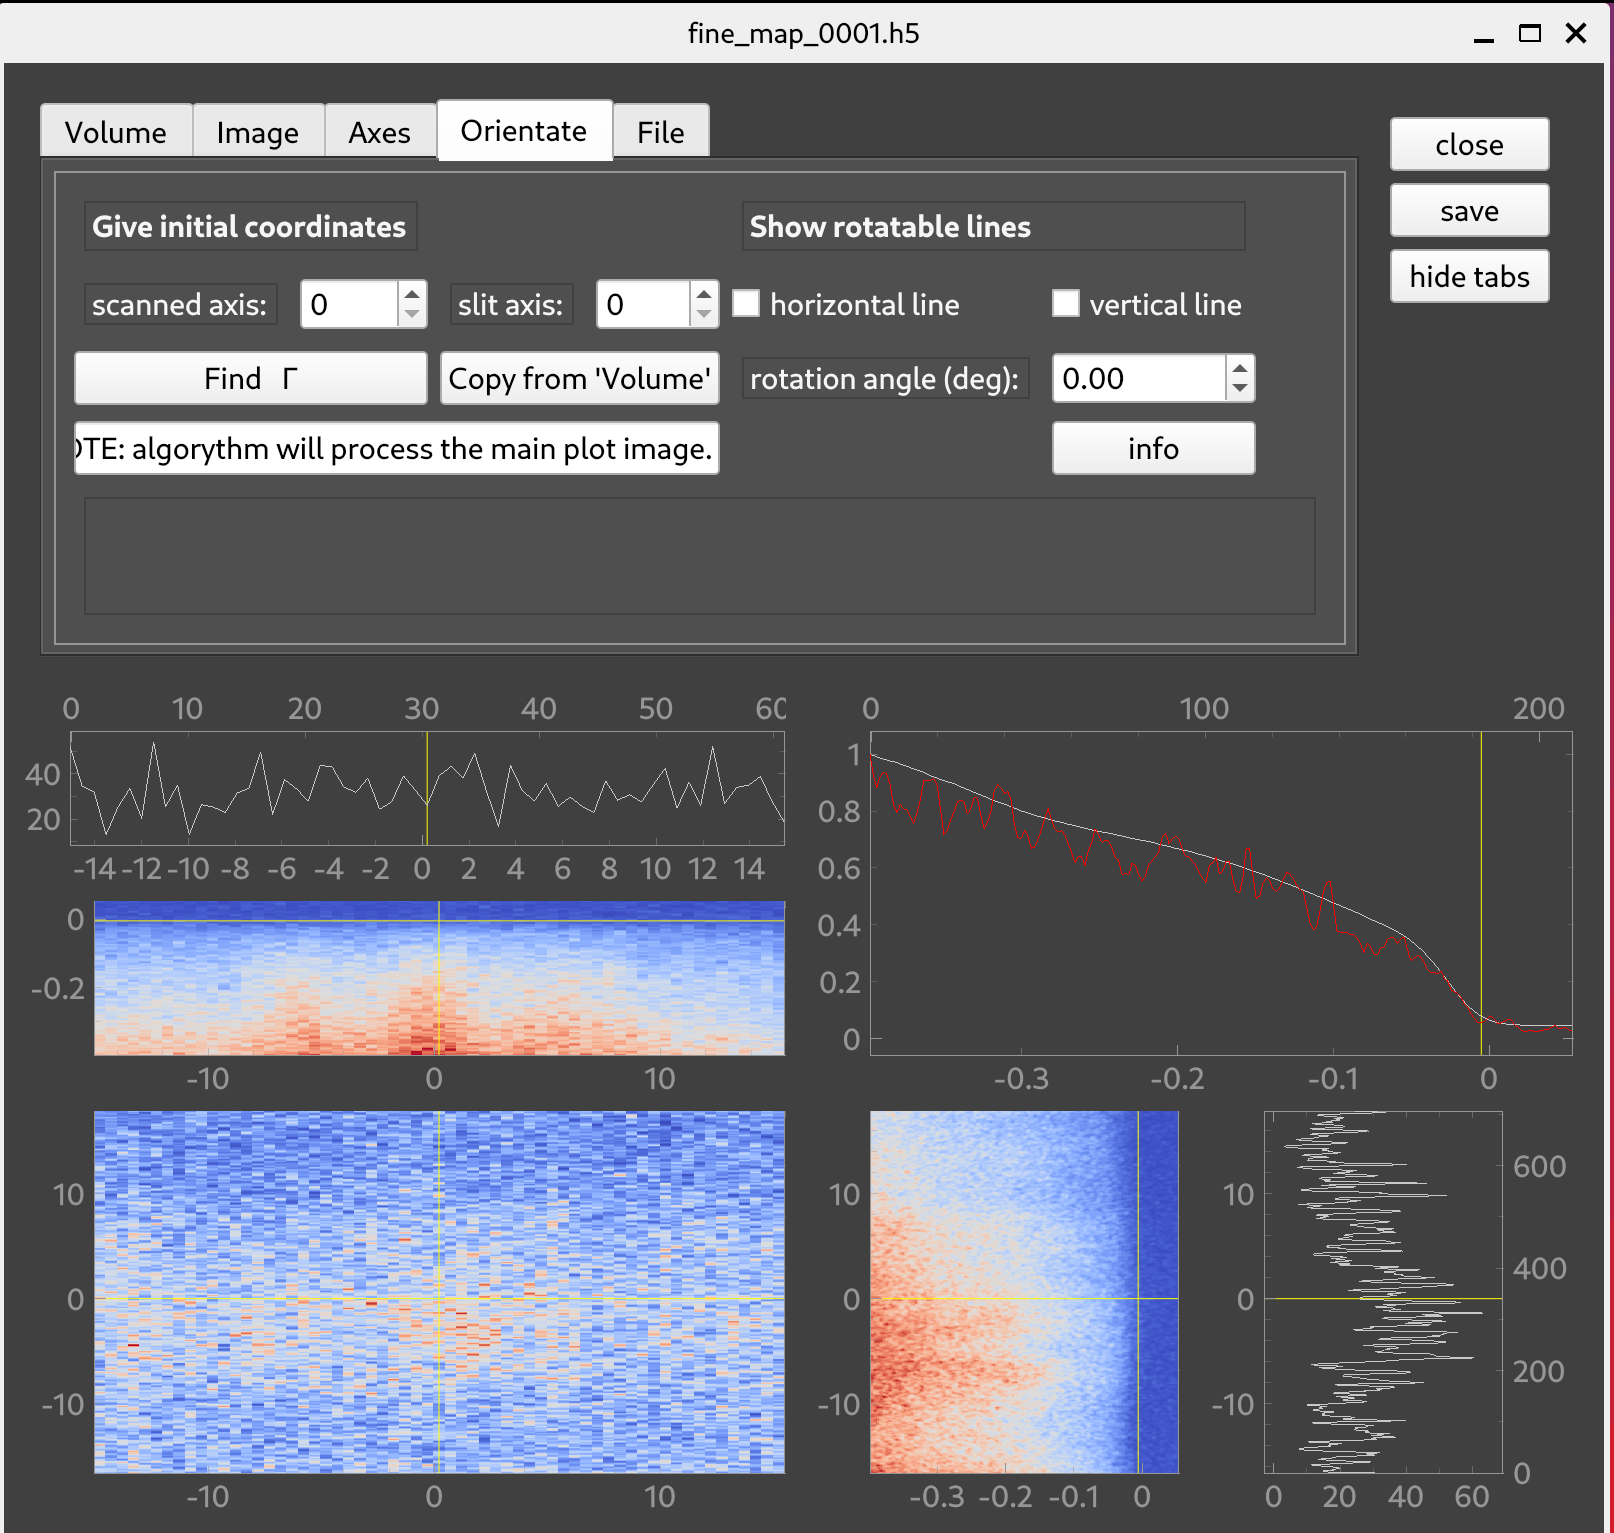 fine_map_0001.h5
Volume Image Axes Orientate File
close
save
hide tabs
Give initial coordinates Show rotatable lines
scanned axis: 0 slit axis: 0 horizontal line vertical line
Find Γ Copy from 'Volume' rotation angle (deg): 0.00
TE: algorythm will process the main plot image. info
0 10 20 30 40 50 60
40
20
-14 -12 -10 -8 -6 -4 -2 0 2 4 6 8 10 12 14
0 100 200
1
0.8
0.6
0.4
0.2
0
-0.3 -0.2 -0.1 0
0
-0.2
-10 0 10
10
0
-10
-10 0 10
10
0
-10
-0.3 -0.2 -0.1 0
10
0
-10
600
400
200
0
0 20 40 60